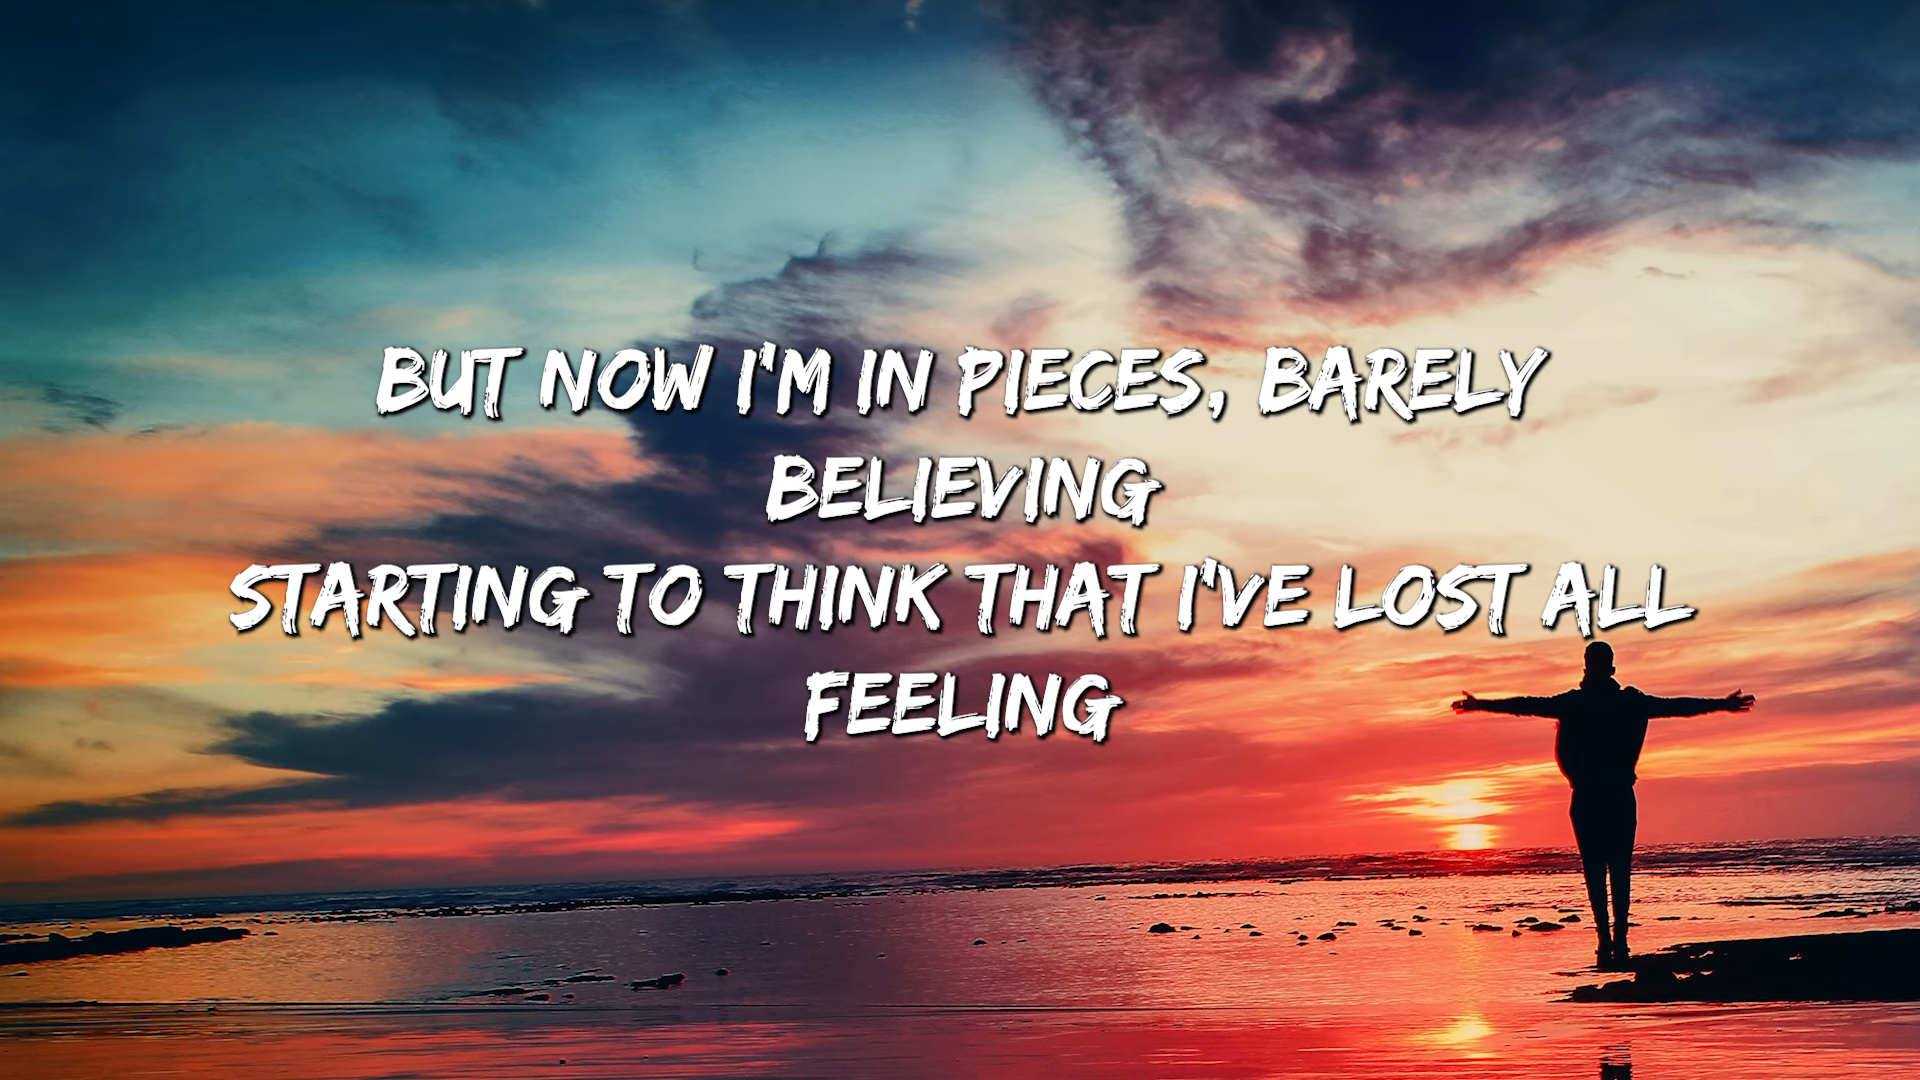 BUT NOW I'M IN PIECES, BARELY
BELIEVING
STARTING TO THINK THAT I'VE LOST ALL
FEELING